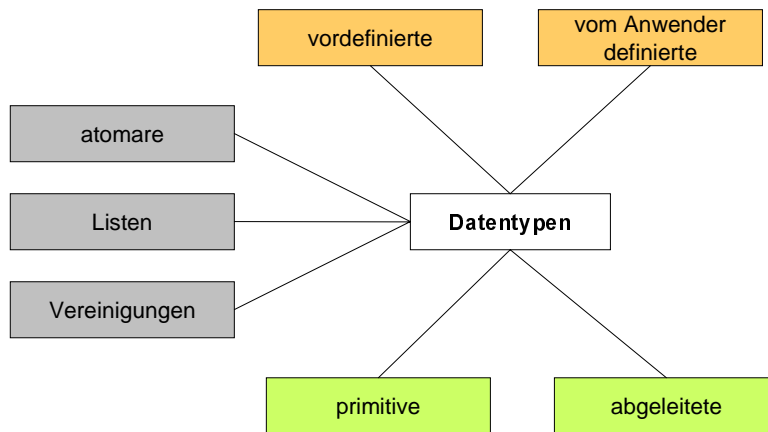 vordefinierte
vom Anwender
definierte
atomare
Listen
Datentypen
Vereinigungen
primitive
abgeleitete